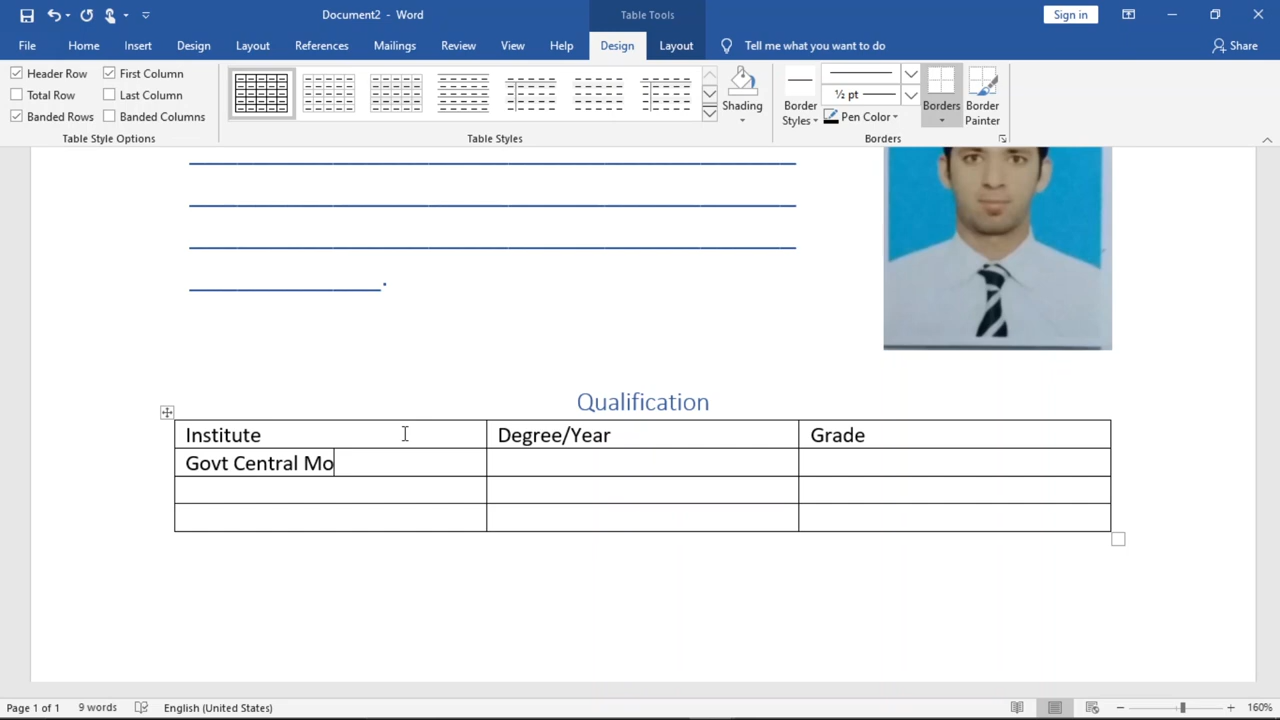 Document2 - Word
Table Tools
Sign in
File
Home
Insert
Design
Layout
References
Mailings
Review
View
Help
Design
Layout
Tell me what you want to do
Share
Header Row
First Column
Total Row
Last Column
Banded Rows
Banded Columns
Table Style Options
Table Styles
Shading
Border
Styles
½ pt
Pen Color
Borders
Border
Painter
Borders
Qualification
Institute
Degree/Year
Grade
Govt Central Mo
Page 1 of 1
9 words
English (United States)
160%